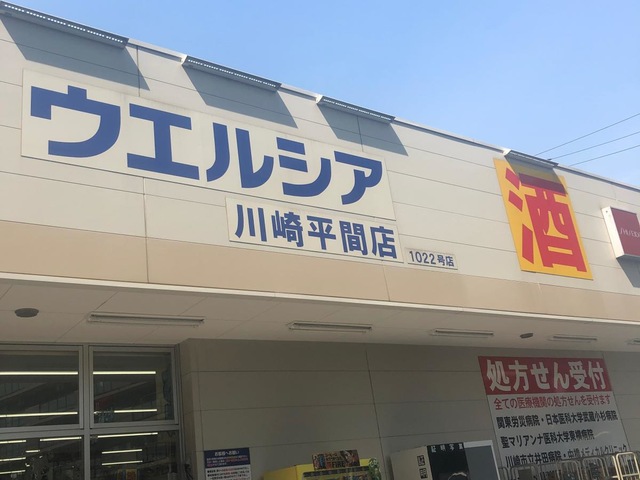 ウエルシア
川崎平間店
1022号店
酒
処方せん受付
全ての医療機関の処方せんを受付ます
関東労災病院・日本医科大学武蔵小杉病院
聖マリアンナ医科大学東横病院
川崎市立井田病院・